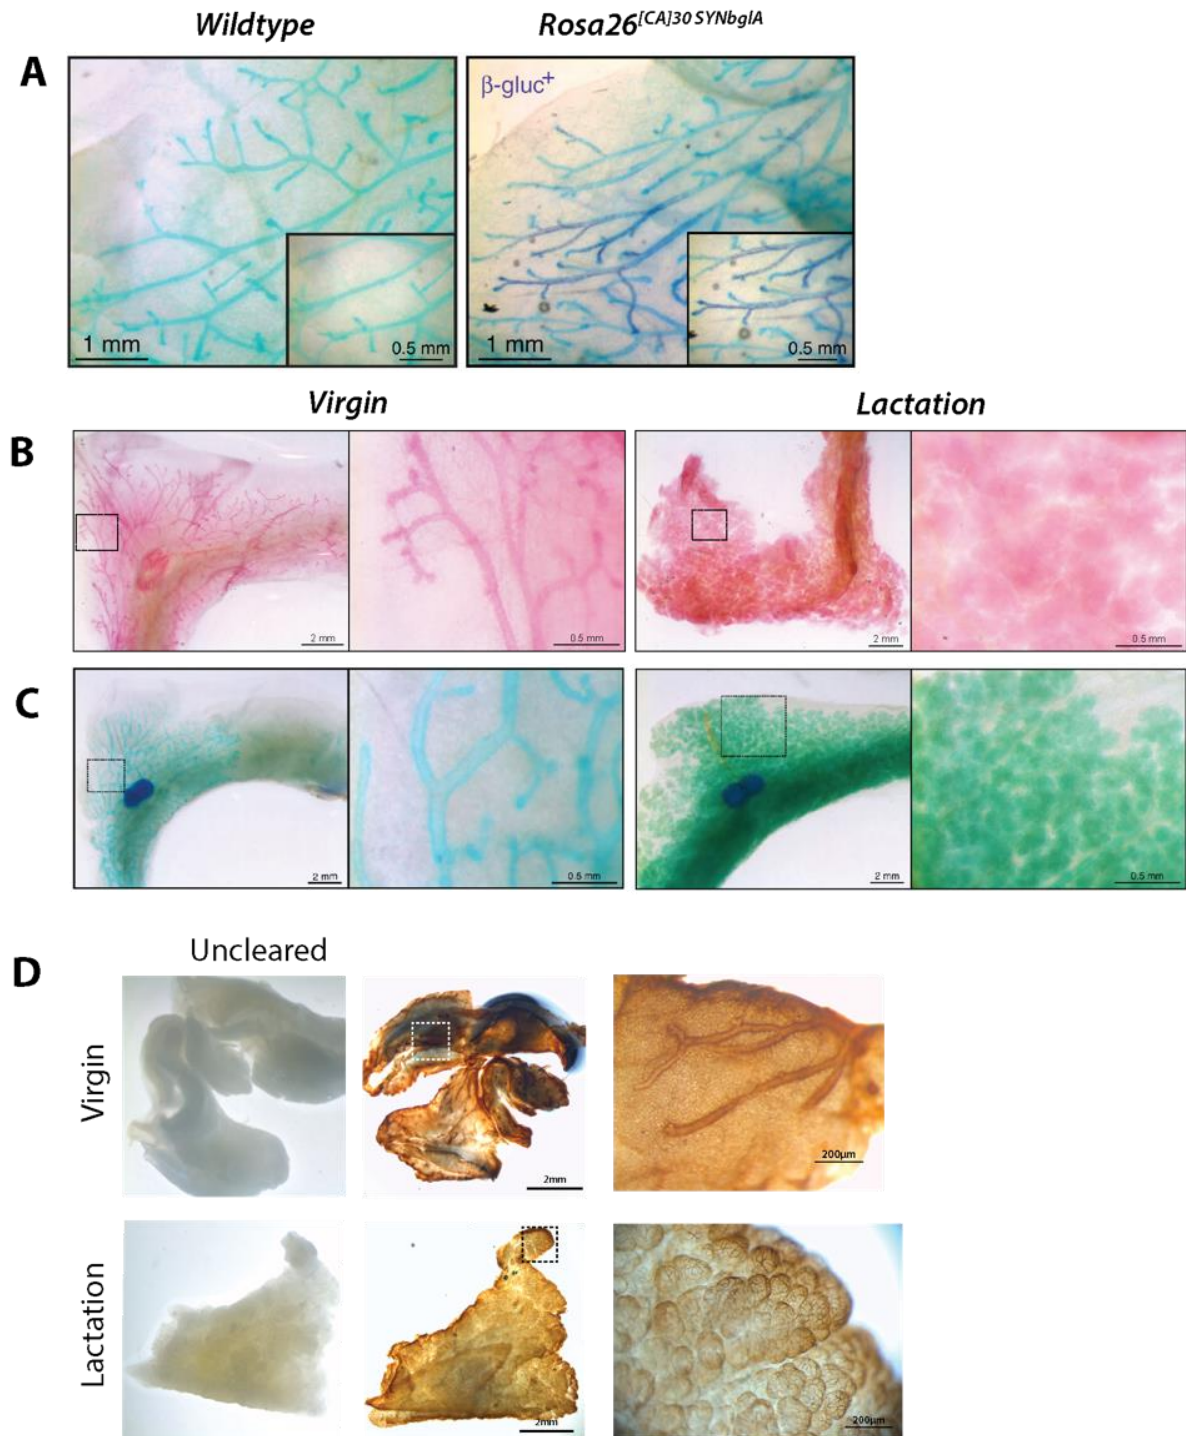 Wildtype
Rosa26[CA]30 SYNbglA
A
β-gluc+
1 mm
0.5 mm
1 mm
0.5 mm
Virgin
Lactation
B
2 mm
0.5 mm
2 mm
0.5 mm
C
2 mm
0.5 mm
2 mm
0.5 mm
Uncleared
D
Virgin
2mm
200µm
Lactation
2mm
200µm